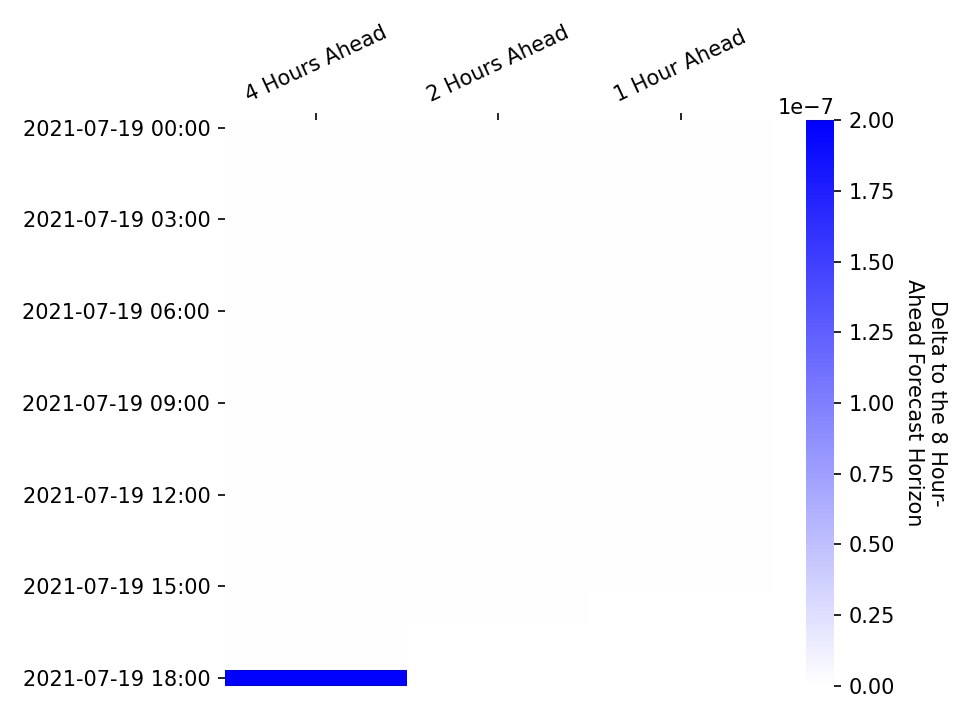 4 Hours Ahead
2 Hours Ahead
1 Hour Ahead
2021-07-19 00:00
2021-07-19 03:00
2021-07-19 06:00
2021-07-19 09:00
2021-07-19 12:00
2021-07-19 15:00
2021-07-19 18:00
1e−7
2.00
1.75
1.50
1.25
1.00
0.75
0.50
0.25
0.00
Delta to the 8 Hour-
Ahead Forecast Horizon